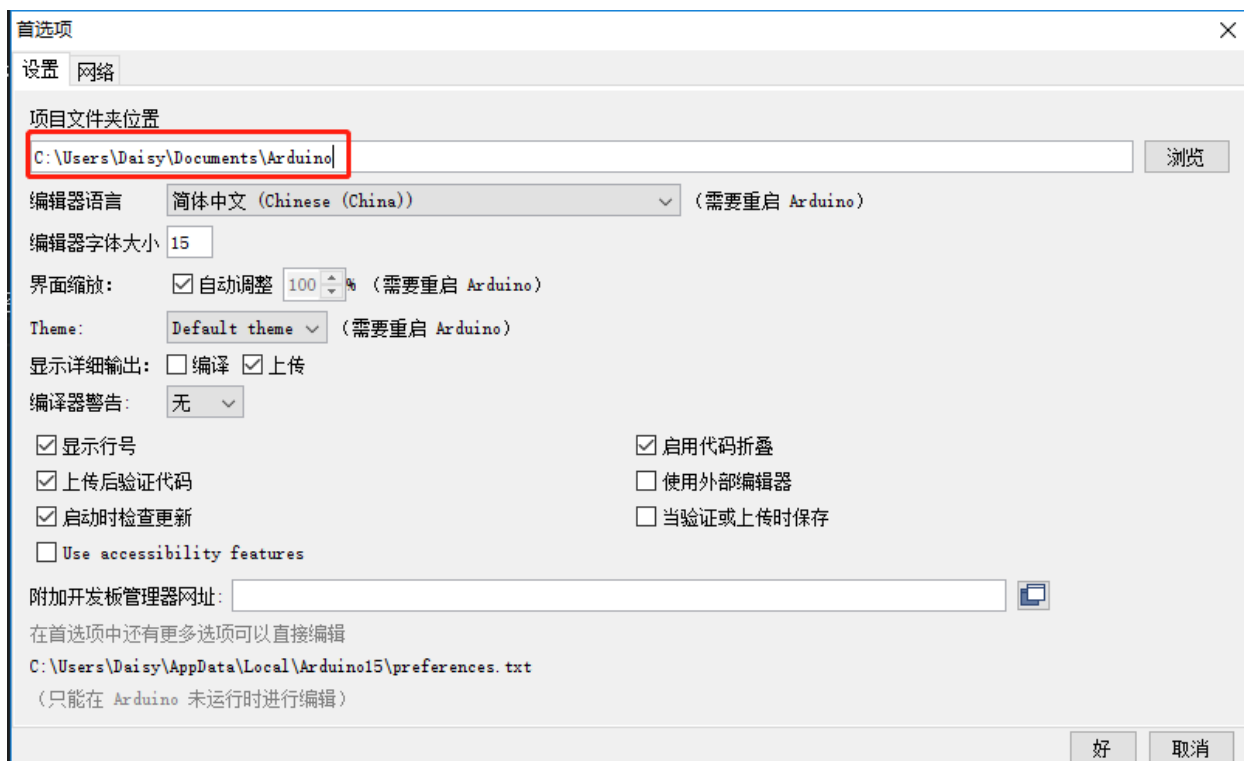 首选项
设置 网络
项目文件夹位置
C:\Users\Daisy\Documents\Arduino 浏览
编辑器语言 简体中文 (Chinese (China)) (需要重启 Arduino)
编辑器字体大小 15
界面缩放: 自动调整 100 % (需要重启 Arduino)
Theme: Default theme (需要重启 Arduino)
显示详细输出: 编译 上传
编译器警告: 无
显示行号 启用代码折叠
上传后验证代码 使用外部编辑器
启动时检查更新 当验证或上传时保存
Use accessibility features
附加开发板管理器网址:
在首选项中还有更多选项可以直接编辑
C:\Users\Daisy\AppData\Local\Arduino15\preferences.txt
(只能在 Arduino 未运行时进行编辑)
好 取消